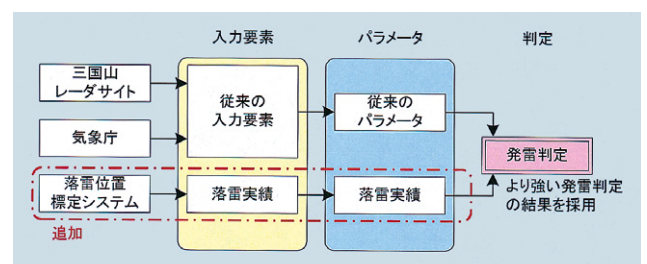 入力要素
パラメータ
判定
三国山
レーダサイト
気象庁
従来の
入力要素
従来の
パラメータ
発雷判定
落雷位置
標定システム
落雷実績
落雷実績
より強い発雷判定
の結果を採用
追加